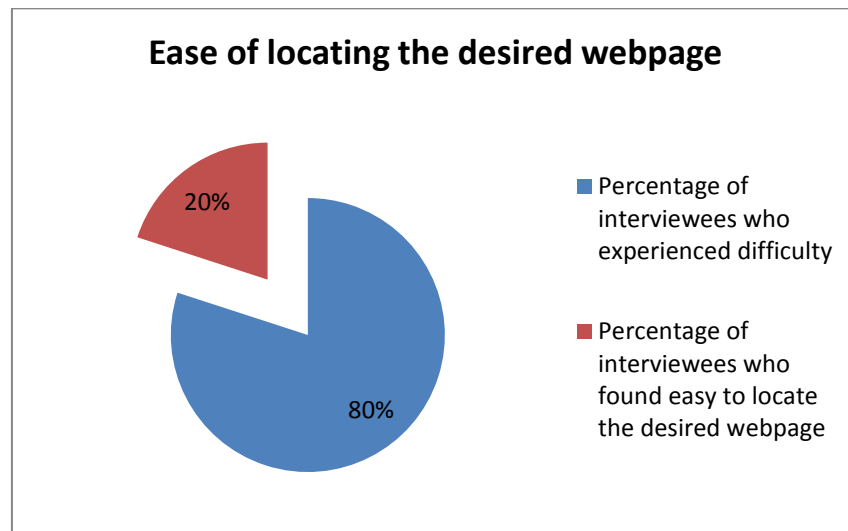 Ease of locating the desired webpage
20%
80%
Percentage of
interviewees who
experienced difficulty
Percentage of
interviewees who
found easy to locate
the desired webpage